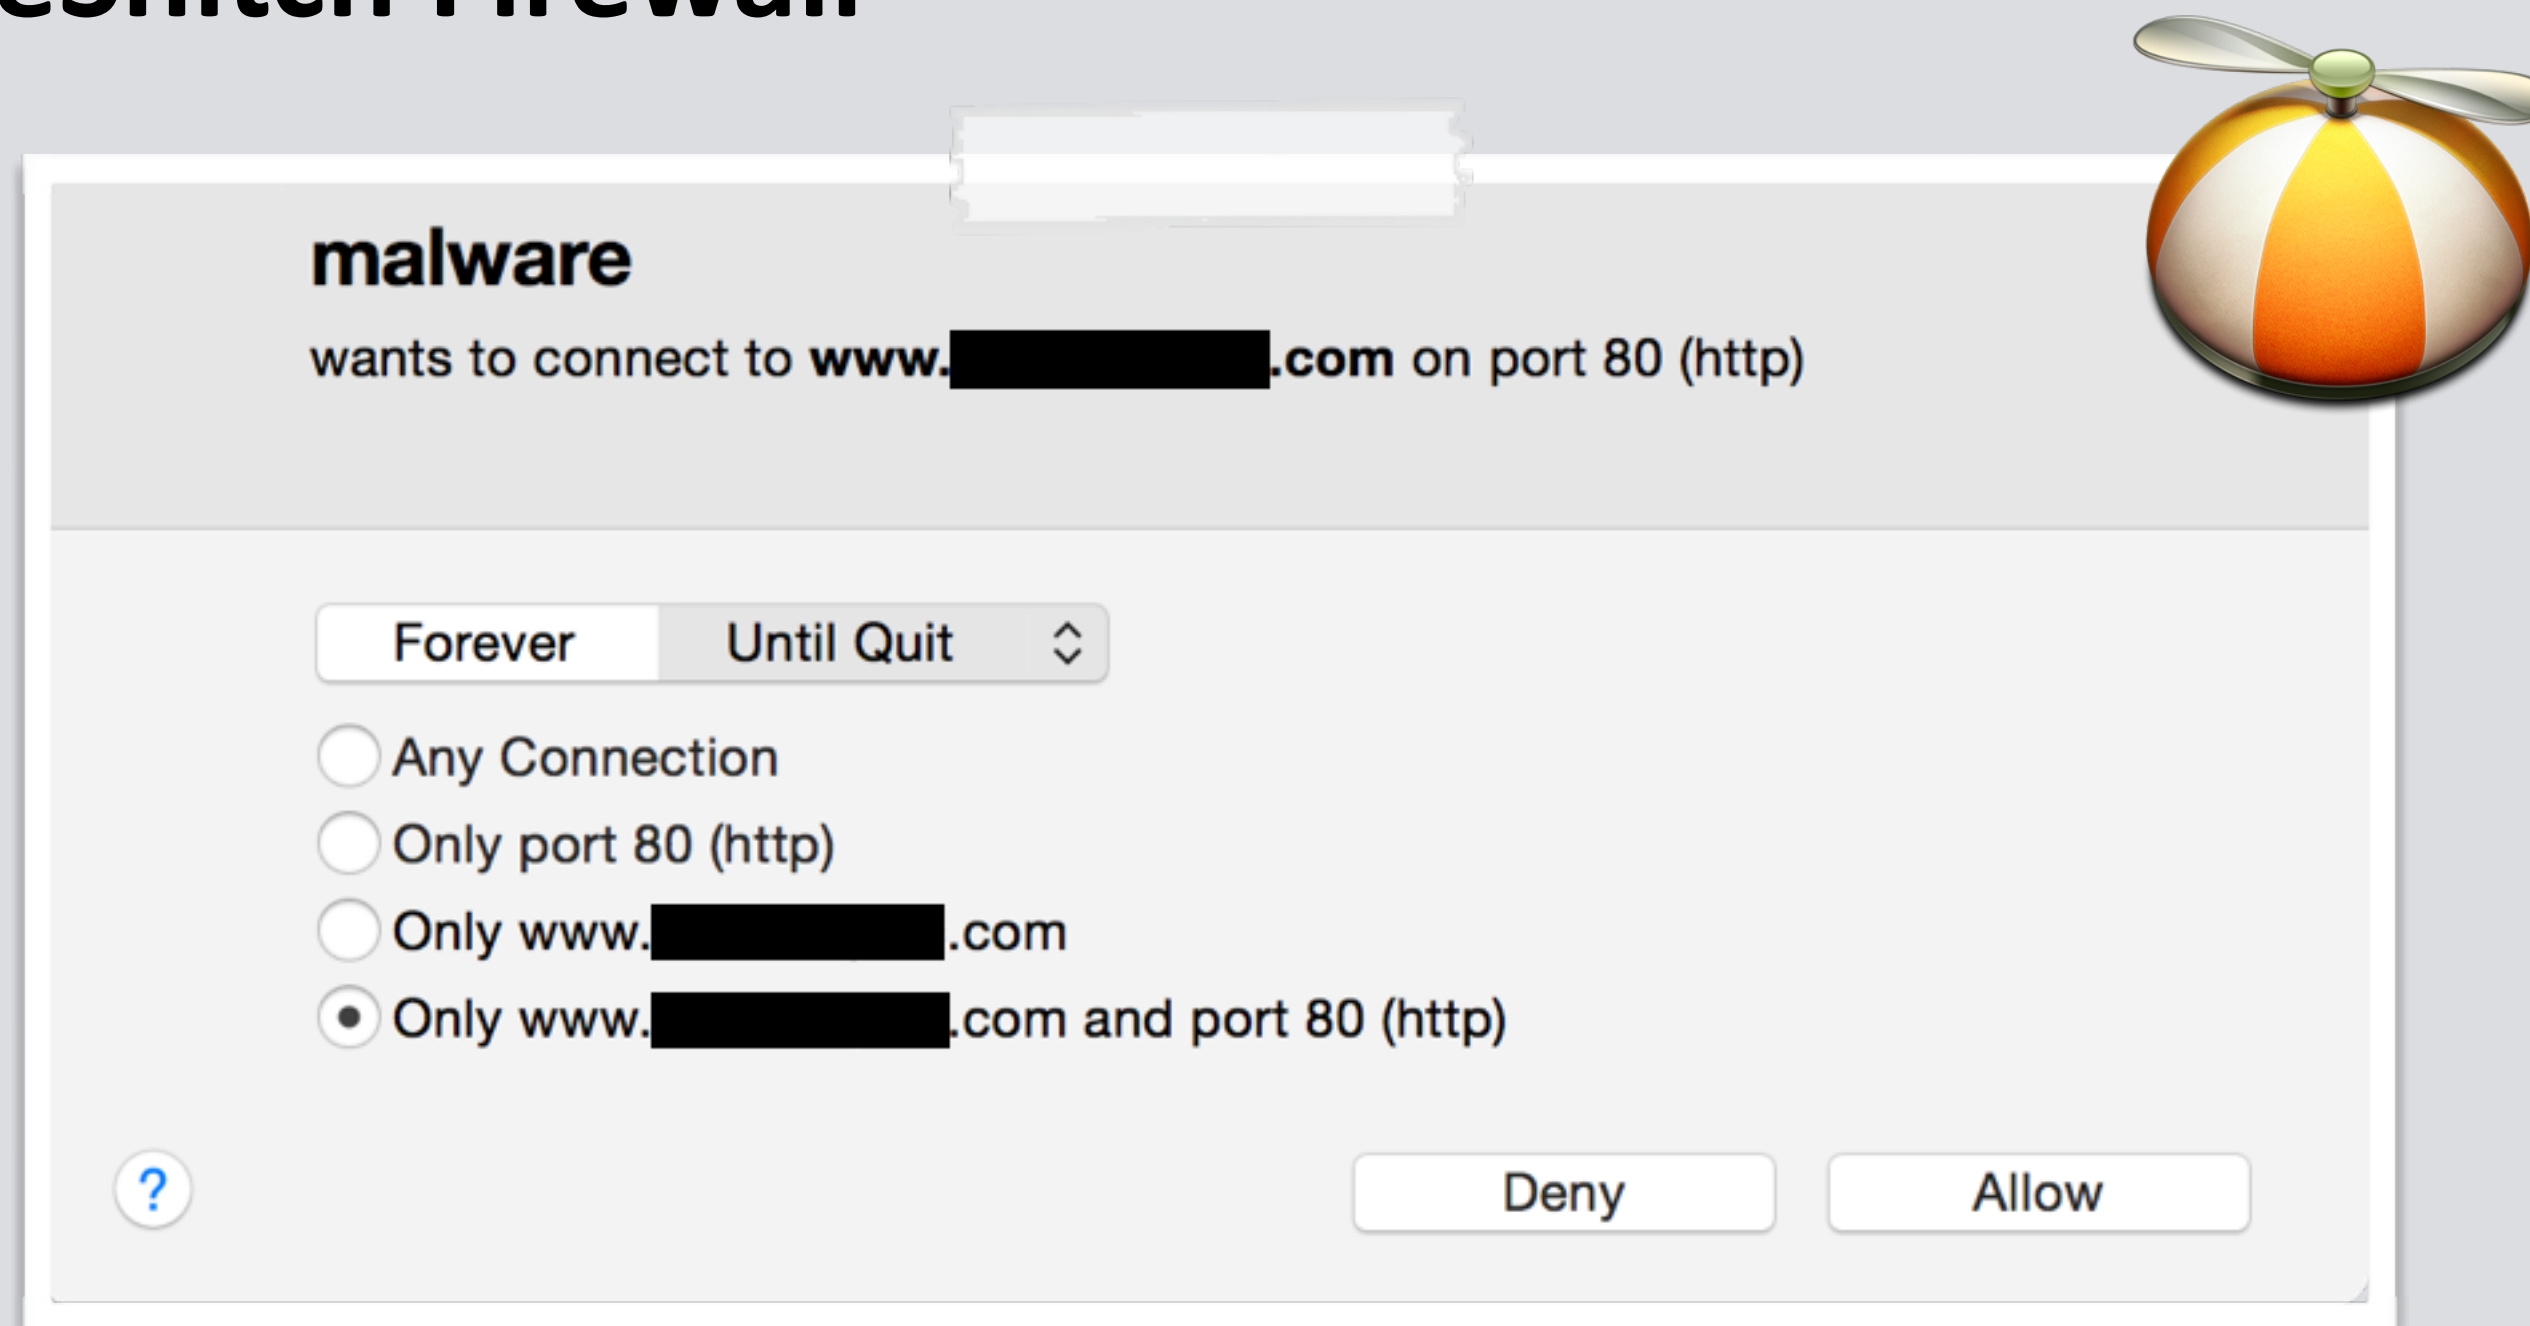 Firewall
malware
wants to connect to www. .com on port 80 (http)
Forever
Until Quit
Any Connection
Only port 80 (http)
Only www. .com
Only www. .com and port 80 (http)
?
Deny
Allow